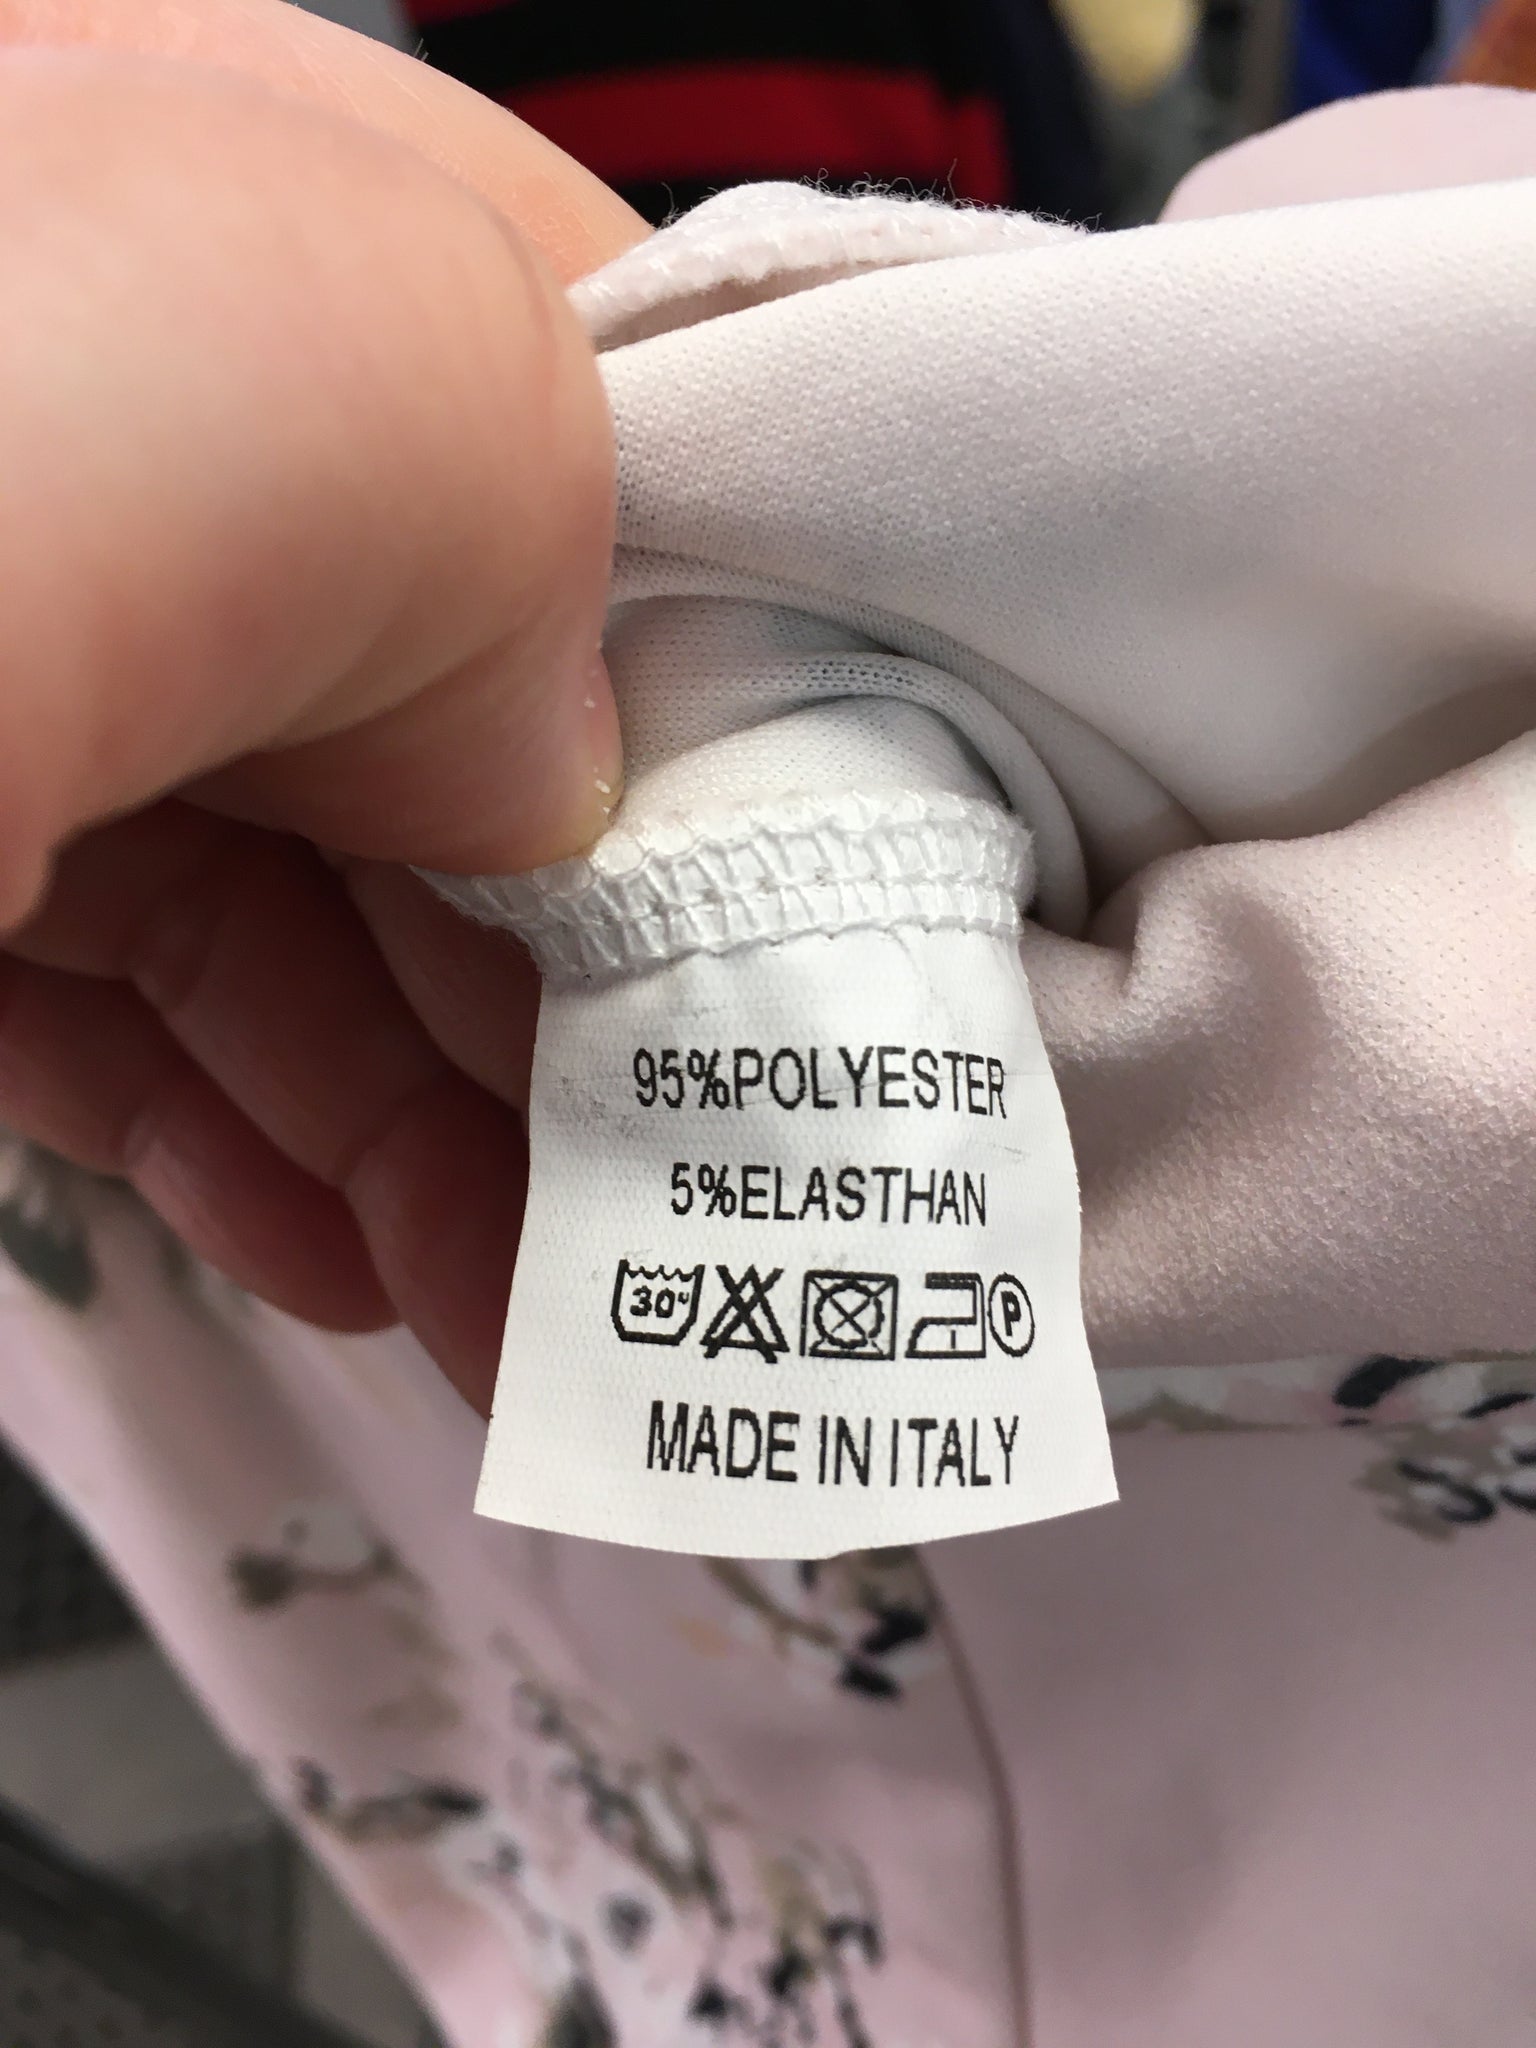 95%POLYESTER
5%ELASTHAN
30° P
MADE IN ITALY